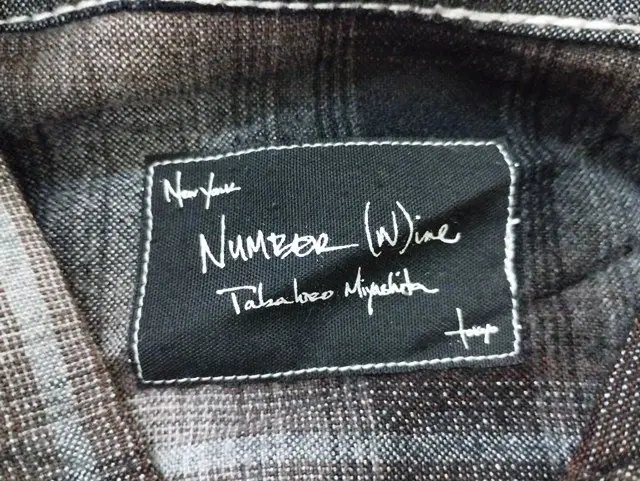 New York
NUMBER (N)ine
Takahiro Miyashita
tokyo